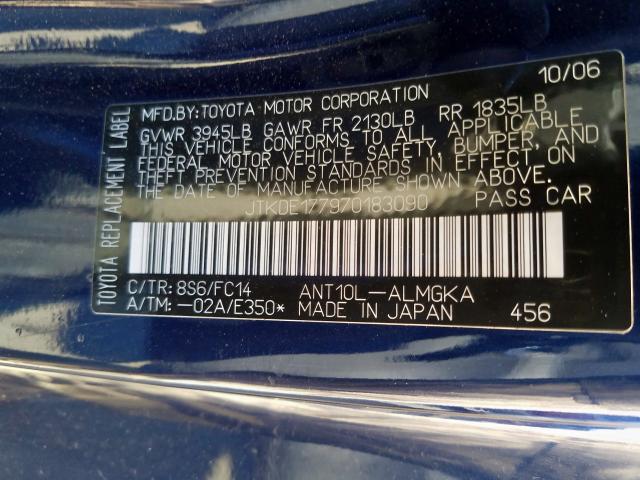 10/06
MFD.BY: TOYOTA MOTOR CORPORATION
GVWR 3945LB GAWR FR 2130LB RR 1835LB
THIS VEHICLE CONFORMS TO ALL APPLICABLE
FEDERAL MOTOR VEHICLE SAFETY, BUMPER, AND
THEFT PREVENTION STANDARDS IN EFFECT ON
THE DATE OF MANUFACTURE SHOWN ABOVE.
JTKDE177970183090 PASS CAR
C/TR: 8S6/FC14 ANT10L-ALMGKA
A/TM: -02A/E350* MADE IN JAPAN 456
TOYOTA REPLACEMENT LABEL